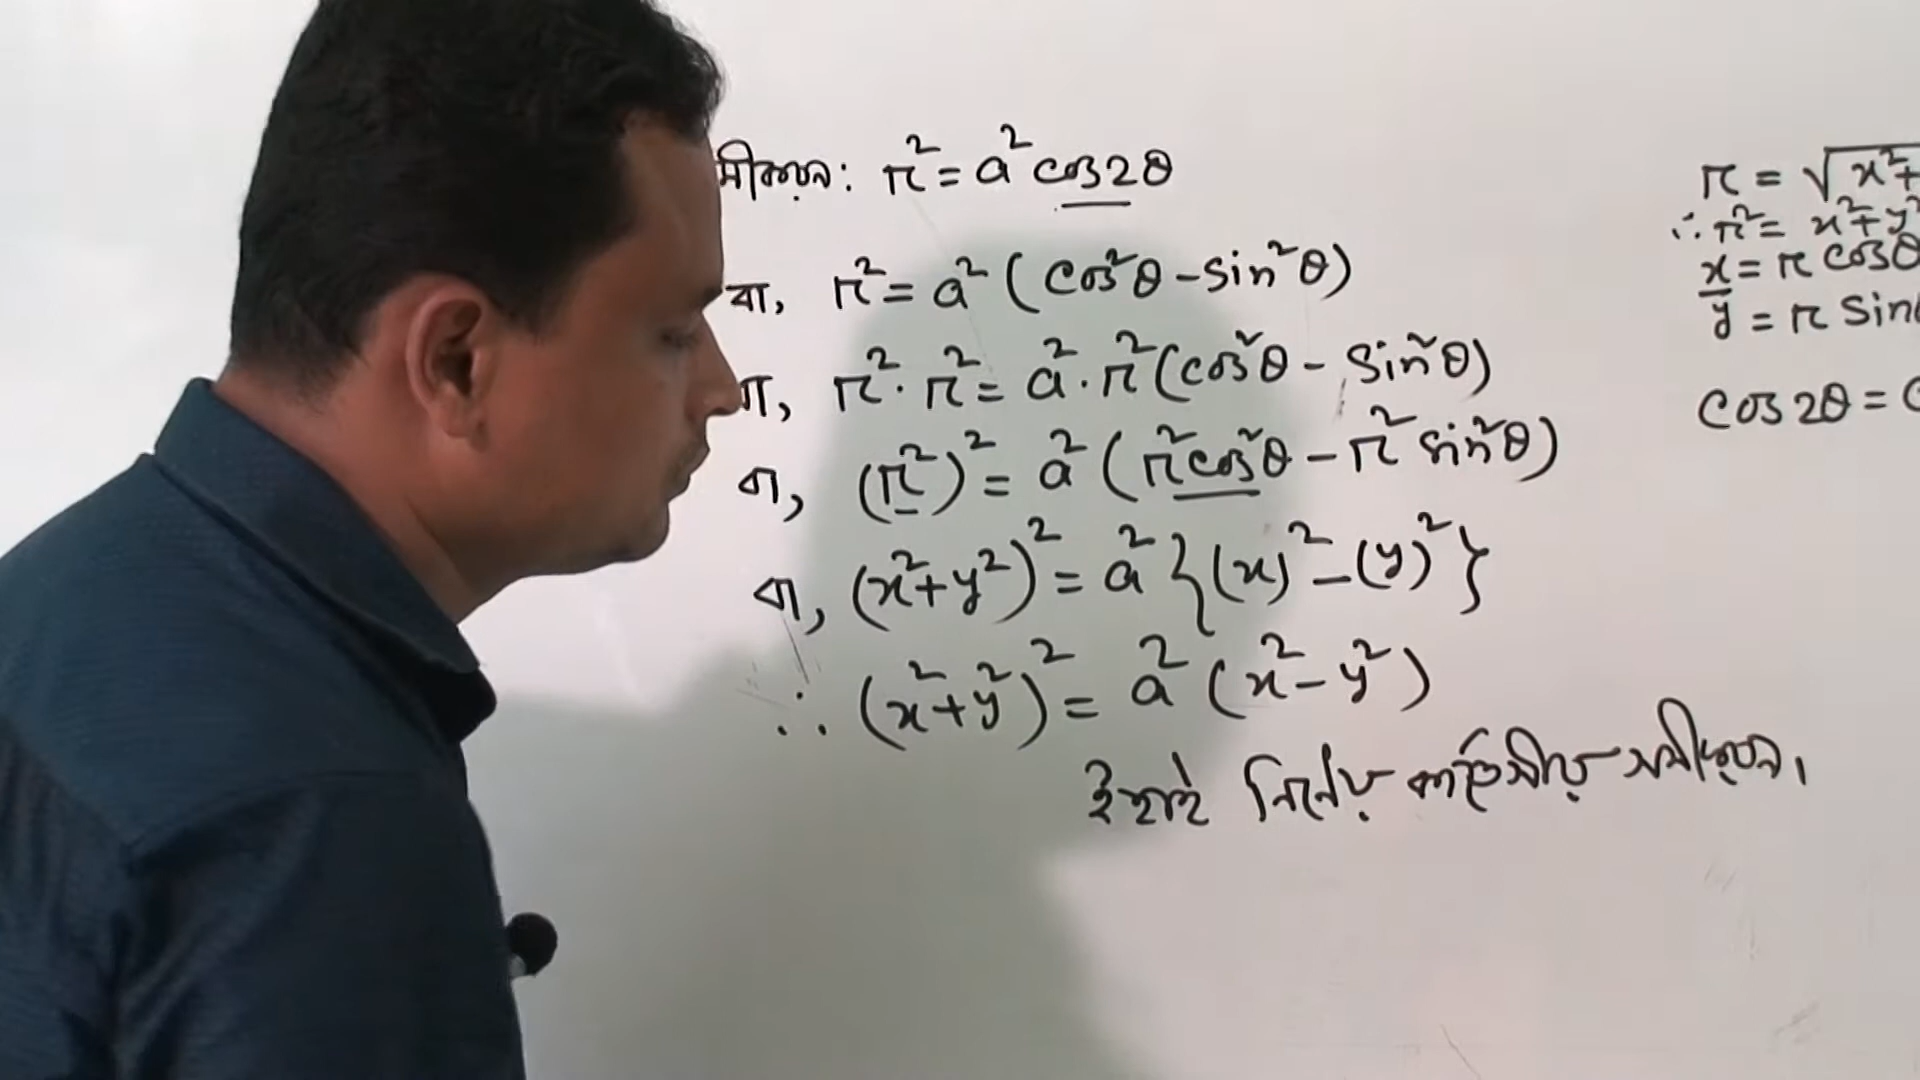 মীকরণ: r² = a² cos2θ
বা, r² = a² (cos²θ – sin²θ)
বা, r² . r² = a² . r² (cos²θ – sin²θ)
বা, (r²)² = a² (r²cos²θ – r² sin²θ)
বা, (x²+y²)² = a² {(x)² – (y)²}
∴ (x²+y²)² = a² (x² – y²)
ইহাই নির্ণেয় কার্তেসীয় সমীকরণ।
r = √x²+
∴ r² = x²+y²
x = r cosθ
y = r sinθ
cos2θ = c